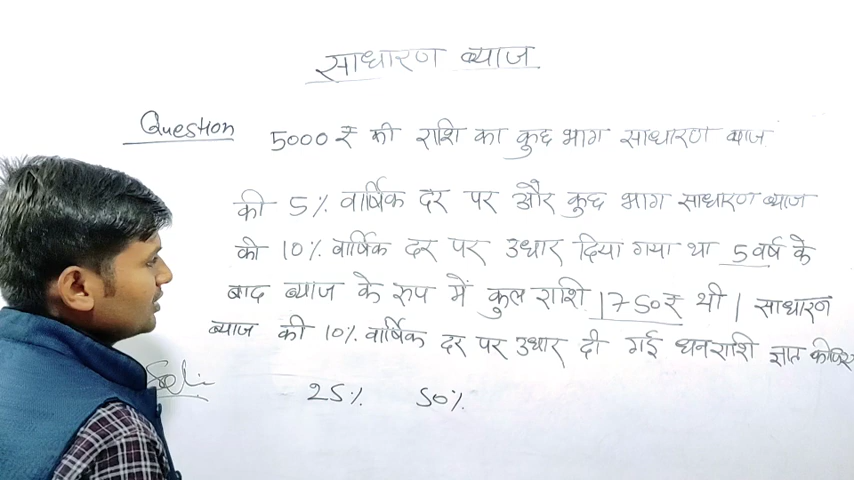 साधारण ब्याज
Question 5000 ₹ की राशि का कुछ भाग साधारण ब्याज
की 5% वार्षिक दर पर और कुछ भाग साधारण ब्याज
की 10% वार्षिक दर पर उधार दिया गया था 5 वर्ष के
बाद ब्याज के रुप में कुल राशि 1750 ₹ थी | साधारन
ब्याज की 10% वार्षिक दर पर उधार दी गई धनराशि ज्ञात कीजिए
25% 50%